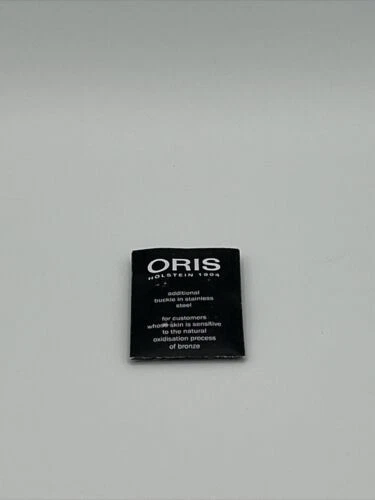 ORIS
HÖLSTEIN 1904
additional
buckle in stainless
steel
for customers
whose skin is sensitive
to the natural
oxidisation process
of bronze